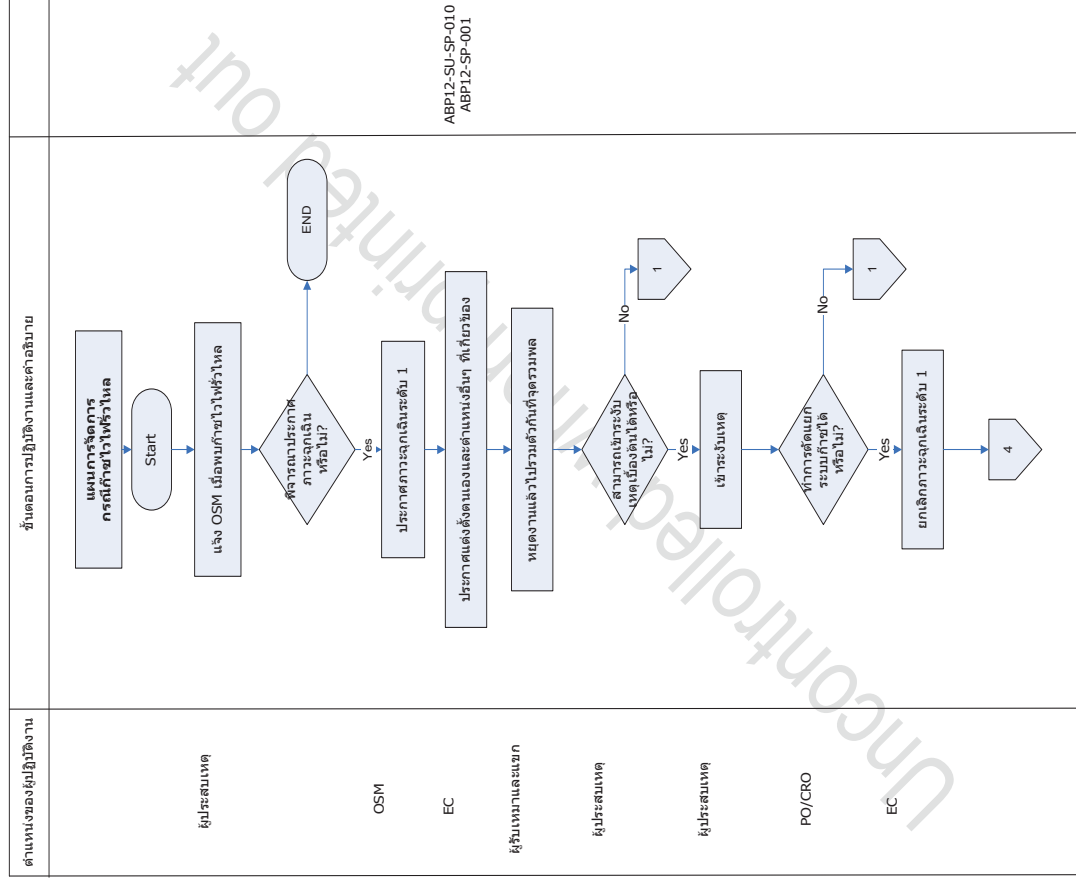 ตำแหน่งของผู้ปฏิบัติงาน
ขั้นตอนการปฏิบัติงานและคำอธิบาย
แผนการจัดการ
กรณีก๊าซไวไฟรั่วไหล
Start
ผู้ประสบเหตุ
แจ้ง OSM เมื่อพบก๊าซไวไฟรั่วไหล
พิจารณาประกาศ
ภาวะฉุกเฉิน
หรือไม่?
END
Yes
OSM
ประกาศภาวะฉุกเฉินระดับ 1
EC
ประกาศแต่งตั้งตนเองและตำแหน่งอื่นๆ ที่เกี่ยวข้อง
ABP12-SU-SP-010
ABP12-SP-001
ผู้รับเหมาและแขก
หยุดงานแล้วไปรวมตัวกันที่จุดรวมพล
ผู้ประสบเหตุ
สามารถเข้าระงับ
เหตุเบื้องต้นได้หรือ
ไม่?
No
1
Yes
ผู้ประสบเหตุ
เข้าระงับเหตุ
PO/CRO
ทำการตัดแยก
ระบบก๊าซได้
หรือไม่?
No
1
Yes
EC
ยกเลิกภาวะฉุกเฉินระดับ 1
4
Uncontrolled when printed out